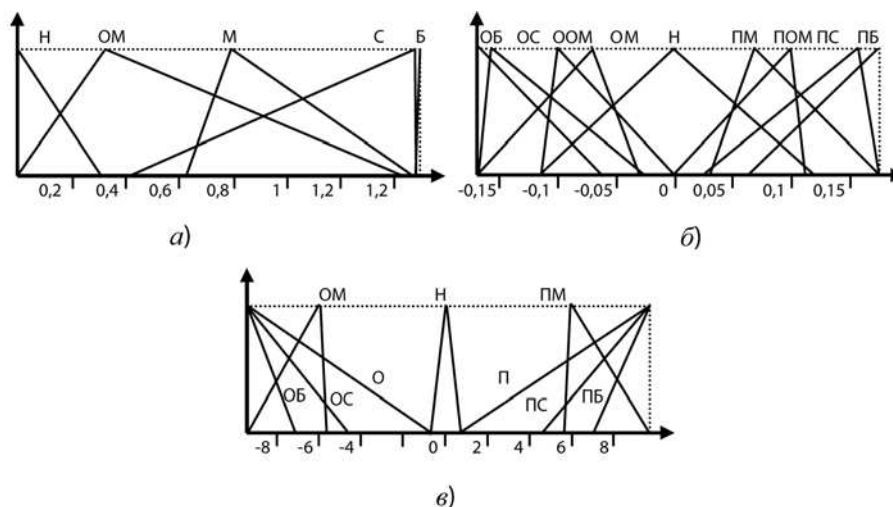 Н ОМ М С Б
0,2 0,4 0,6 0,8 1 1,2 1,2
а)
ОБ ОС ООМ ОМ Н ПМ ПОМ ПС ПБ
-0,15 -0,1 -0,05 0 0,05 0,1 0,15
б)
ОМ Н ПМ
О П
ОБ ОС ПС ПБ
-8 -6 -4 0 2 4 6 8
в)